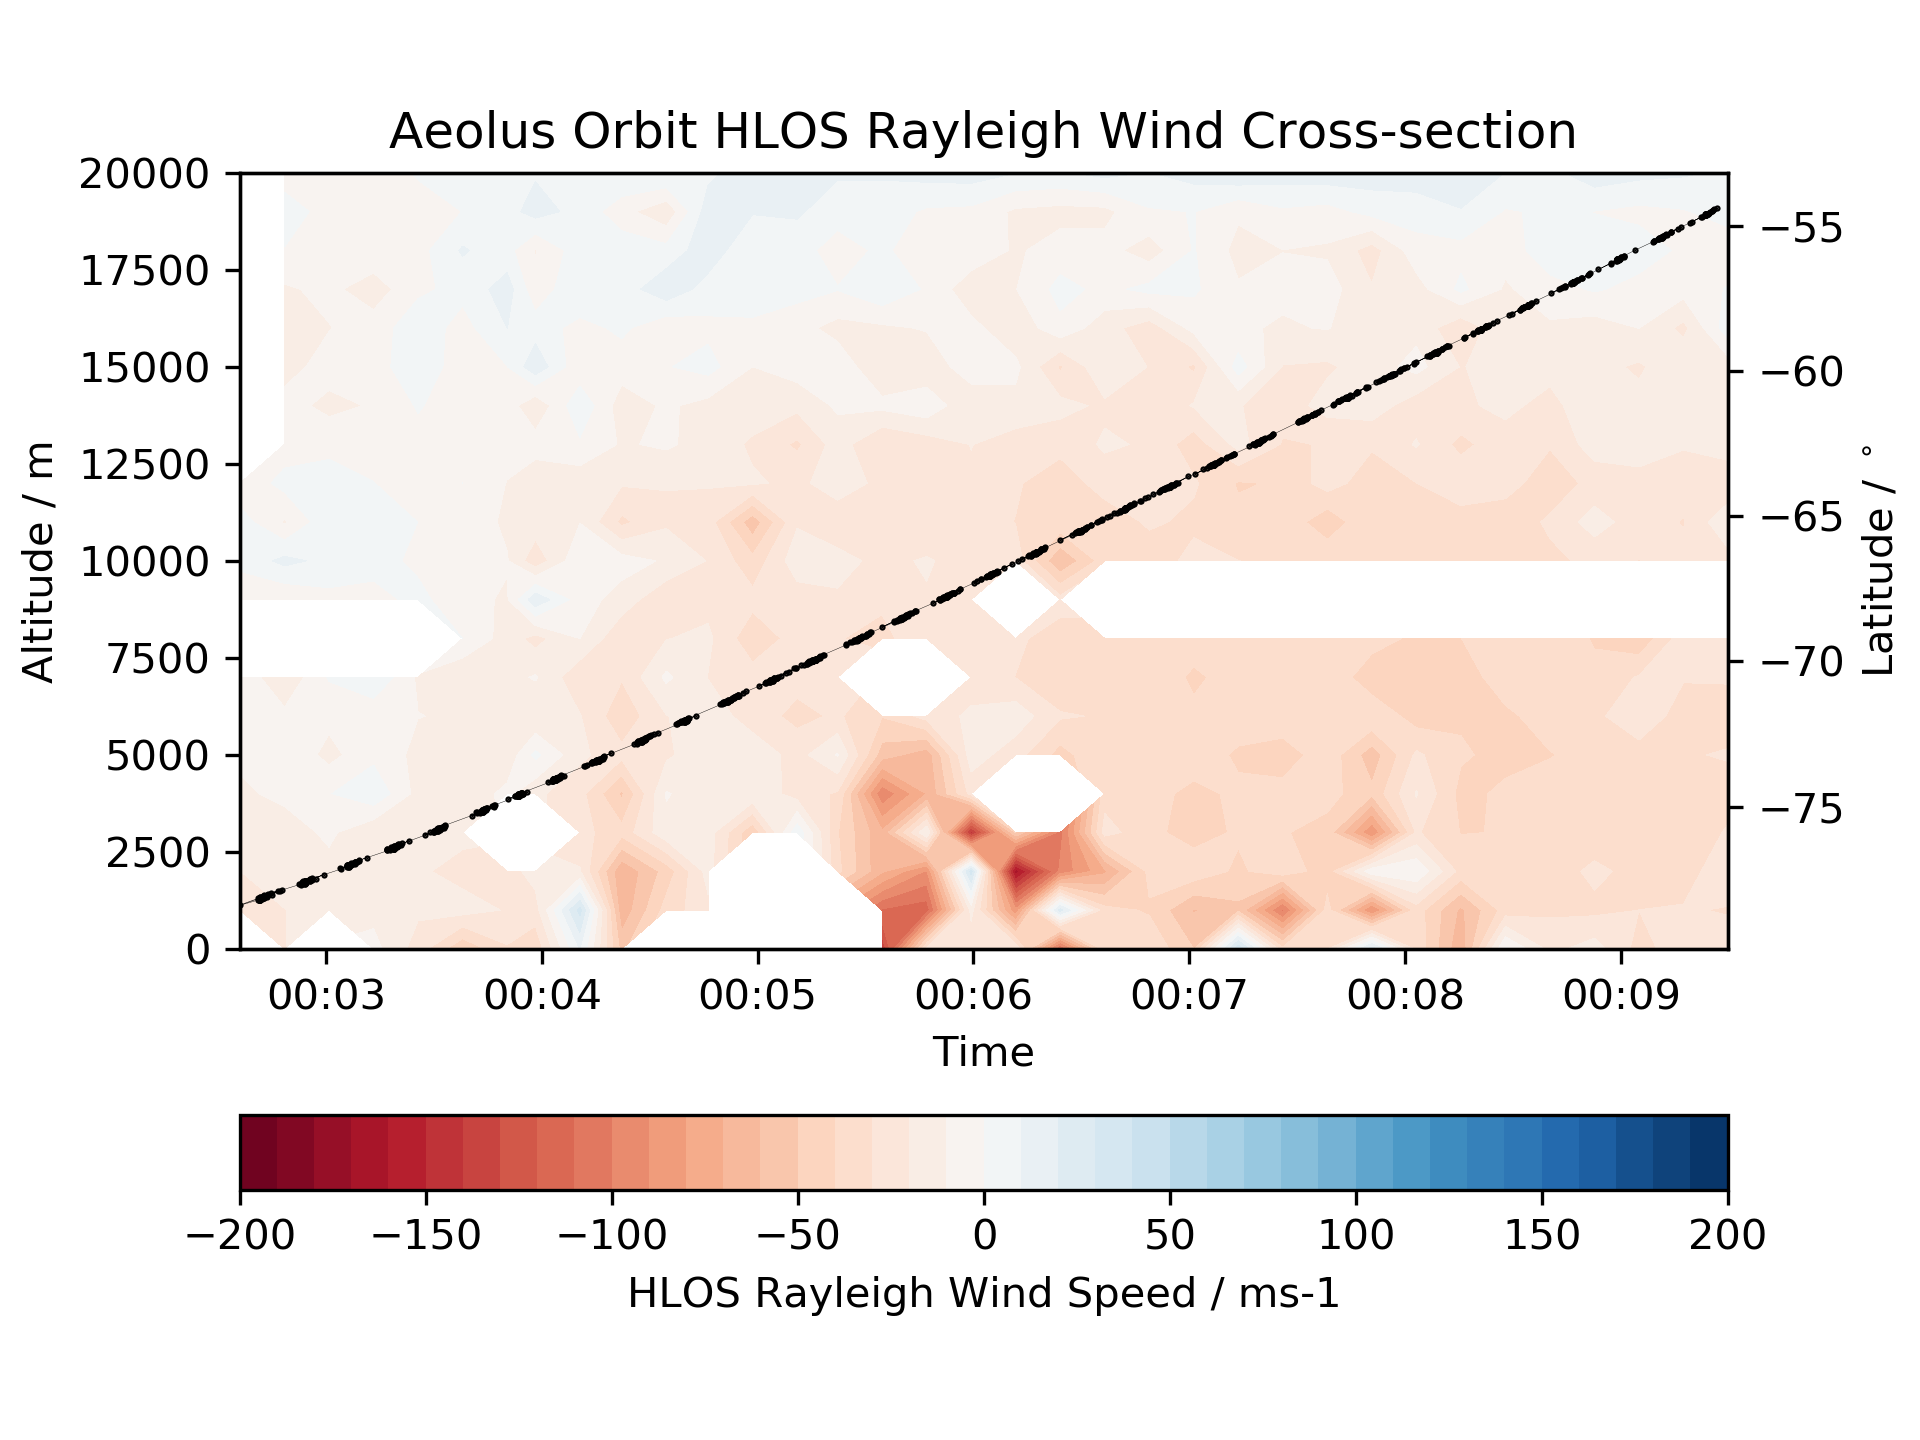 Aeolus Orbit HLOS Rayleigh Wind Cross-section
20000
17500
15000
12500
10000
7500
5000
2500
0
Altitude / m
−55
−60
−65
−70
−75
Latitude / °
00:03 00:04 00:05 00:06 00:07 00:08 00:09
Time
−200 −150 −100 −50 0 50 100 150 200
HLOS Rayleigh Wind Speed / ms-1